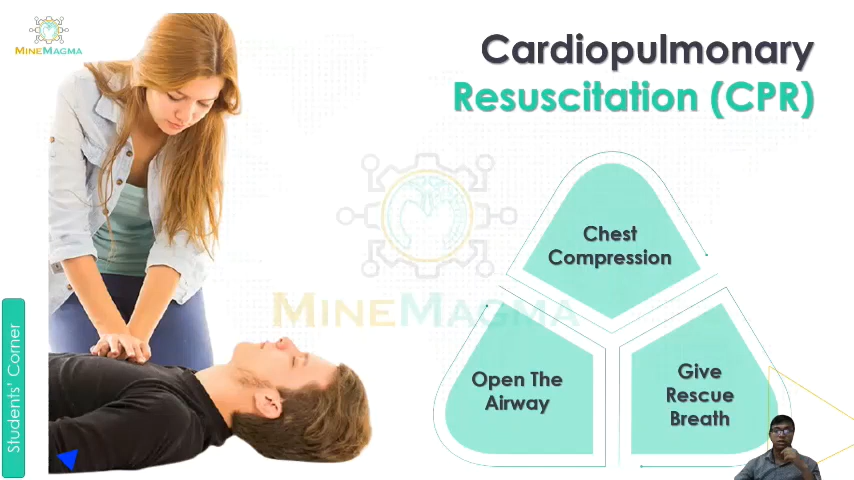 MINEMAGMA
Cardiopulmonary
Resuscitation (CPR)
Chest
Compression
MINEMAGMA
Open The
Airway
Give
Rescue
Breath
Students' Corner